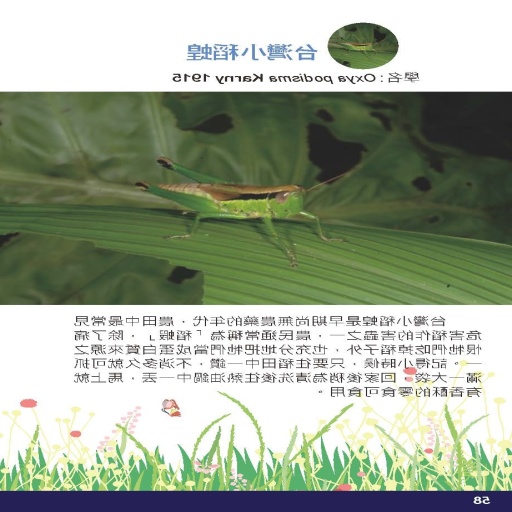 台灣小稻蝗
學名：Oxya podisma Karny 1915
台灣小稻蝗是早期尚無農藥的年代，農田中最常見
危害稻作的害蟲之一，農民通常稱為「稻蝦」，除了痛
恨牠們吃掉稻子外，也充分地把牠們當成蛋白質來源之
一。記得小時候，只要往稻田中一鑽，不消多久就可抓
滿一大袋，回家後稍為清洗後往熱油鍋中一丟，馬上就
有香酥的零食可食用。
58